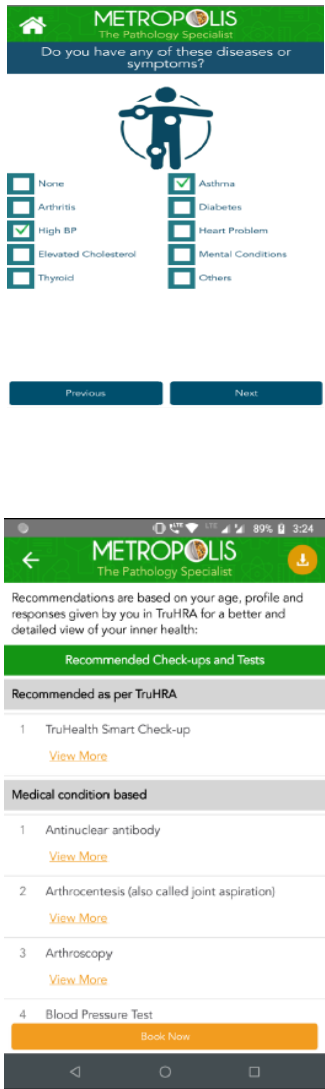 METROPOLIS
The Pathology Specialist
Do you have any of these diseases or
symptoms?
None
Asthma
Arthritis
Diabetes
High BP
Heart Problem
Elevated Cholesterol
Mental Conditions
Thyroid
Others
Previous
Next
LTE LTE 89% 3:24
METROPOLIS
The Pathology Specialist
Recommendations are based on your age, profile and
responses given by you in TruHRA for a better and
detailed view of your inner health:
Recommended Check-ups and Tests
Recommended as per TruHRA
1 TruHealth Smart Check-up
View More
Medical condition based
1 Antinuclear antibody
View More
2 Arthrocentesis (also called joint aspiration)
View More
3 Arthroscopy
View More
4 Blood Pressure Test
Book Now